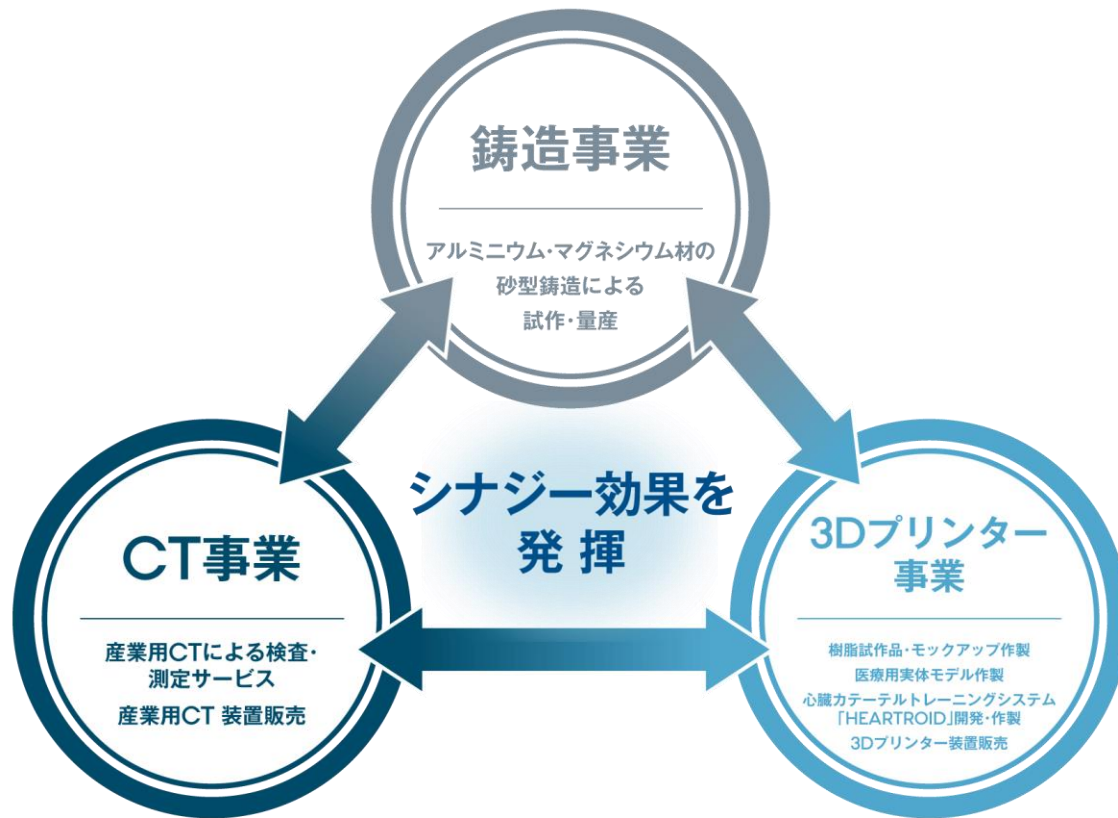 鋳造事業
アルミニウム・マグネシウム材の
砂型鋳造による
試作・量産
シナジー効果を
発揮
CT事業
産業用CTによる検査・
測定サービス
産業用CT 装置販売
3Dプリンター
事業
樹脂試作品・モックアップ作製
医療用実体モデル作製
心臓カテーテルトレーニングシステム
「HEARTROID」開発・作製
3Dプリンター装置販売